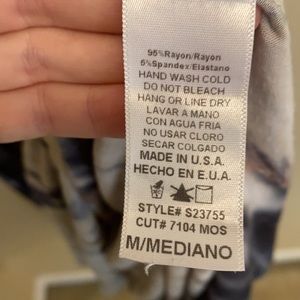 95%Rayon/Rayon
5%Spandex/Elastano
HAND WASH COLD
DO NOT BLEACH
HANG OR LINE DRY
LAVAR A MANO
CON AGUA FRIA
NO USAR CLORO
SECAR COLGADO
MADE IN U.S.A.
HECHO EN E.U.A.
STYLE# S23755
CUT# 7104 MOS
M/MEDIANO